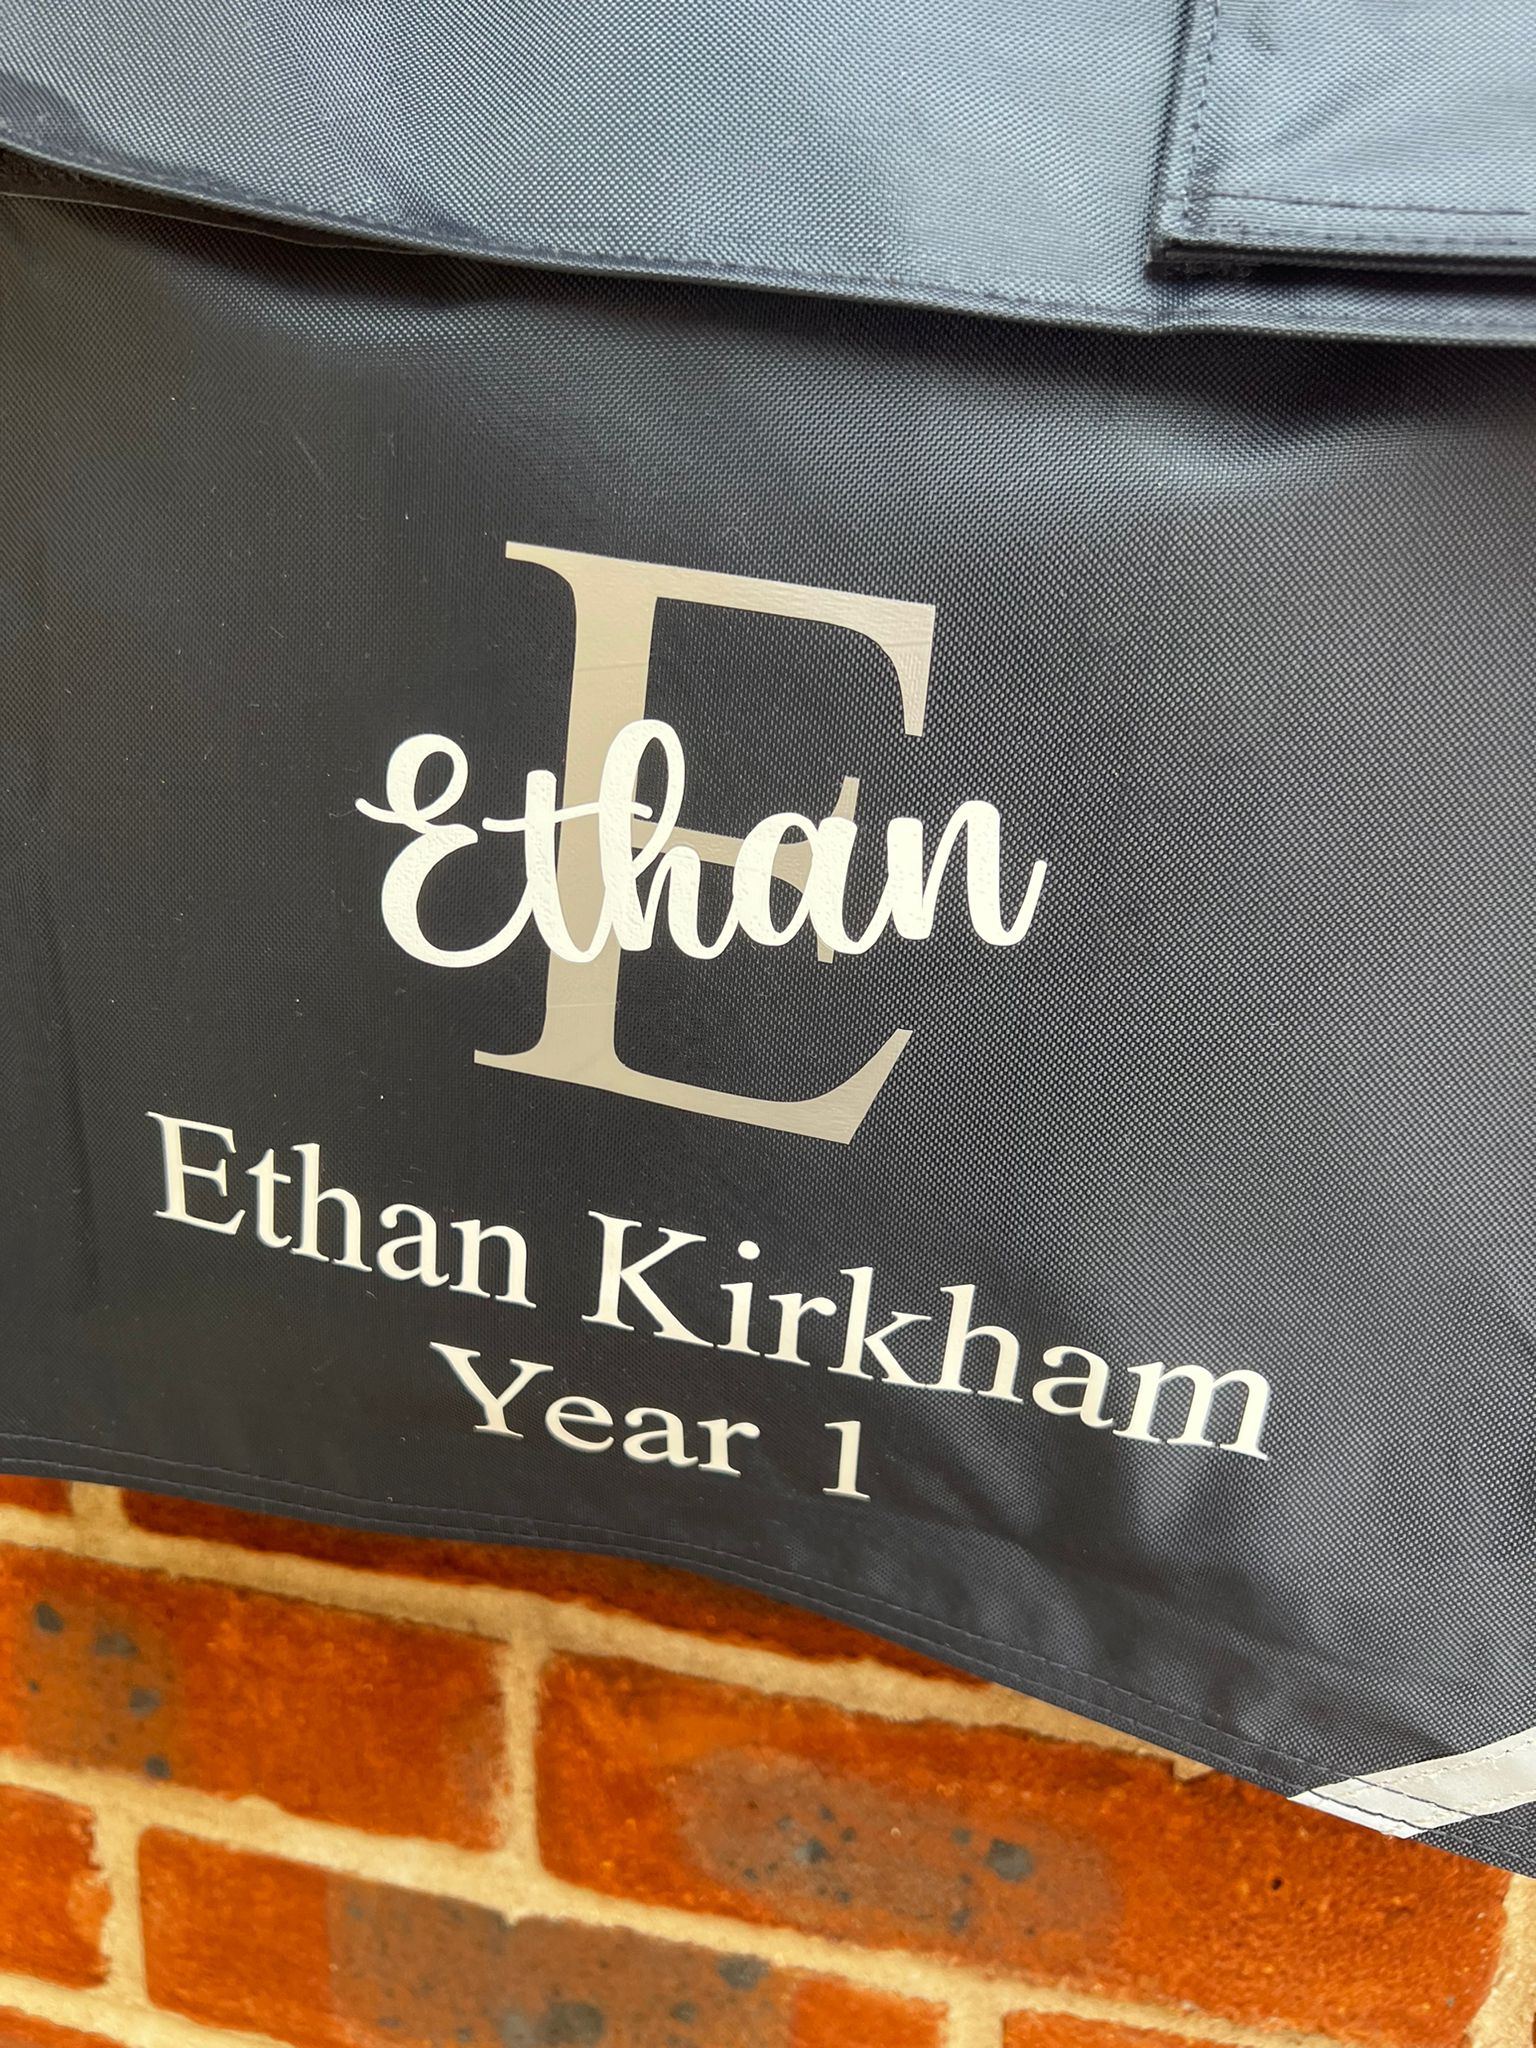 E
Ethan
Ethan Kirkham
Year 1